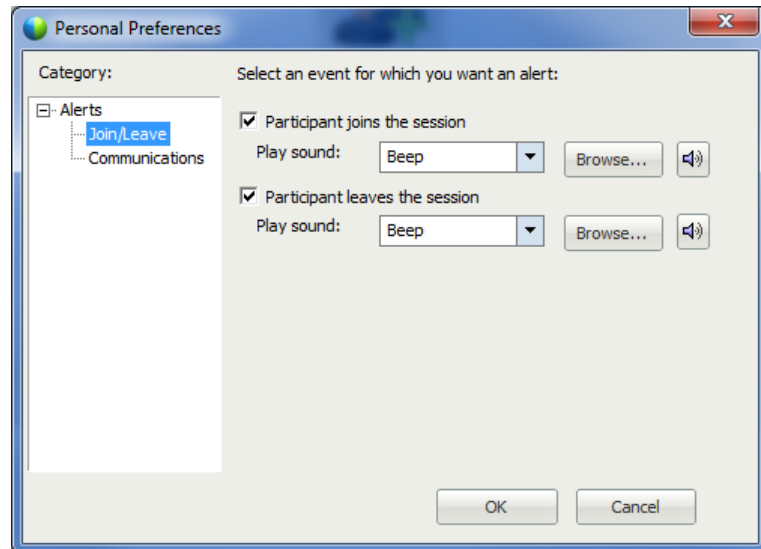 Personal Preferences
Category:
Select an event for which you want an alert:
Alerts
Join/Leave
Communications
Participant joins the session
Play sound:
Beep
Browse...
Participant leaves the session
Play sound:
Beep
Browse...
OK
Cancel